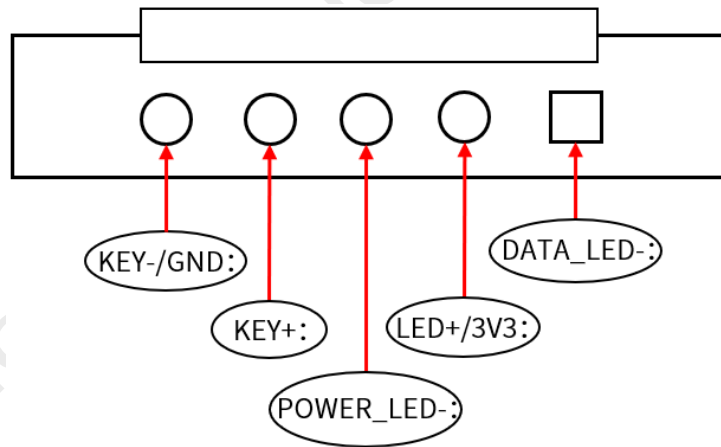 KEY-/GND:
DATA_LED-:
KEY+:
LED+/3V3:
POWER_LED-: